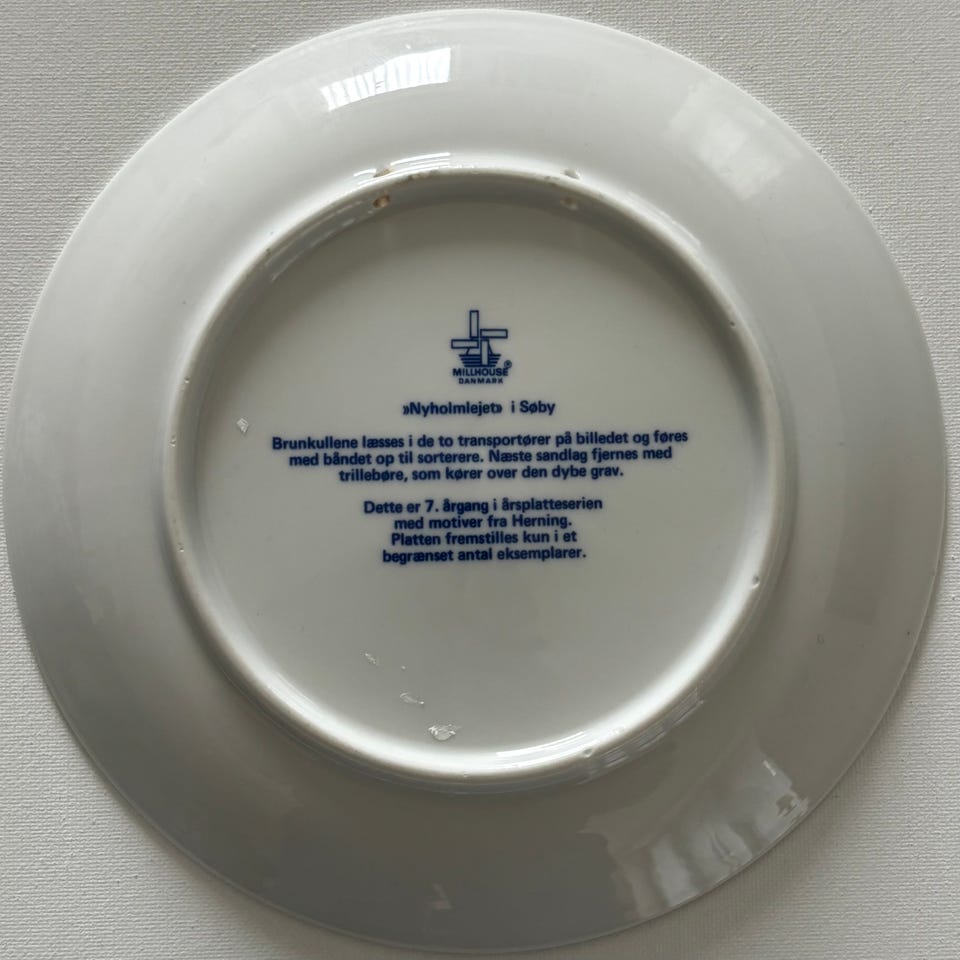 MILLHOUSE®
DANMARK
»Nyholmlejet» i Søby
Brunkullene læsses i de to transportører på billedet og føres
med båndet op til sorterere. Næste sandlag fjernes med
trillebøre, som kører over den dybe grav.
Dette er 7. årgang i årsplatteserien
med motiver fra Herning.
Platten fremstilles kun i et
begrænset antal eksemplarer.